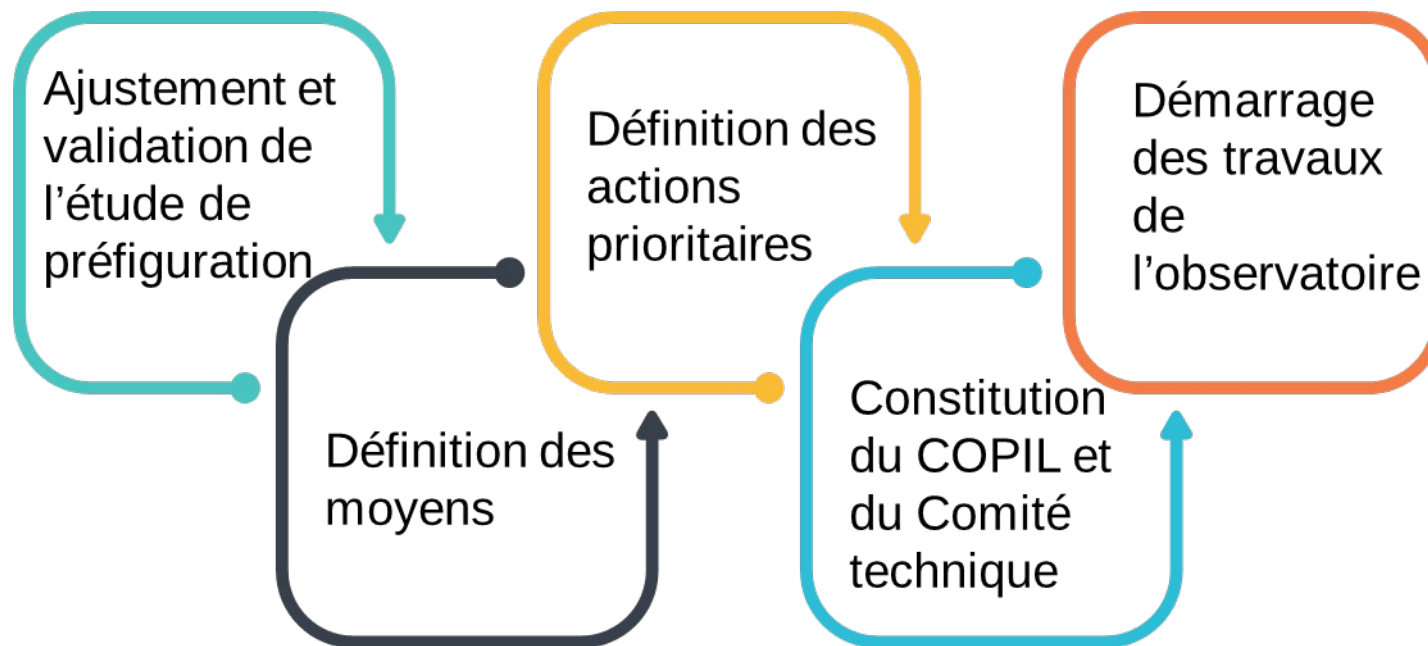 Ajustement et
validation de
l’étude de
préfiguration
Définition des
moyens
Définition des
actions
prioritaires
Constitution
du COPIL et
du Comité
technique
Démarrage
des travaux
de
l’observatoire